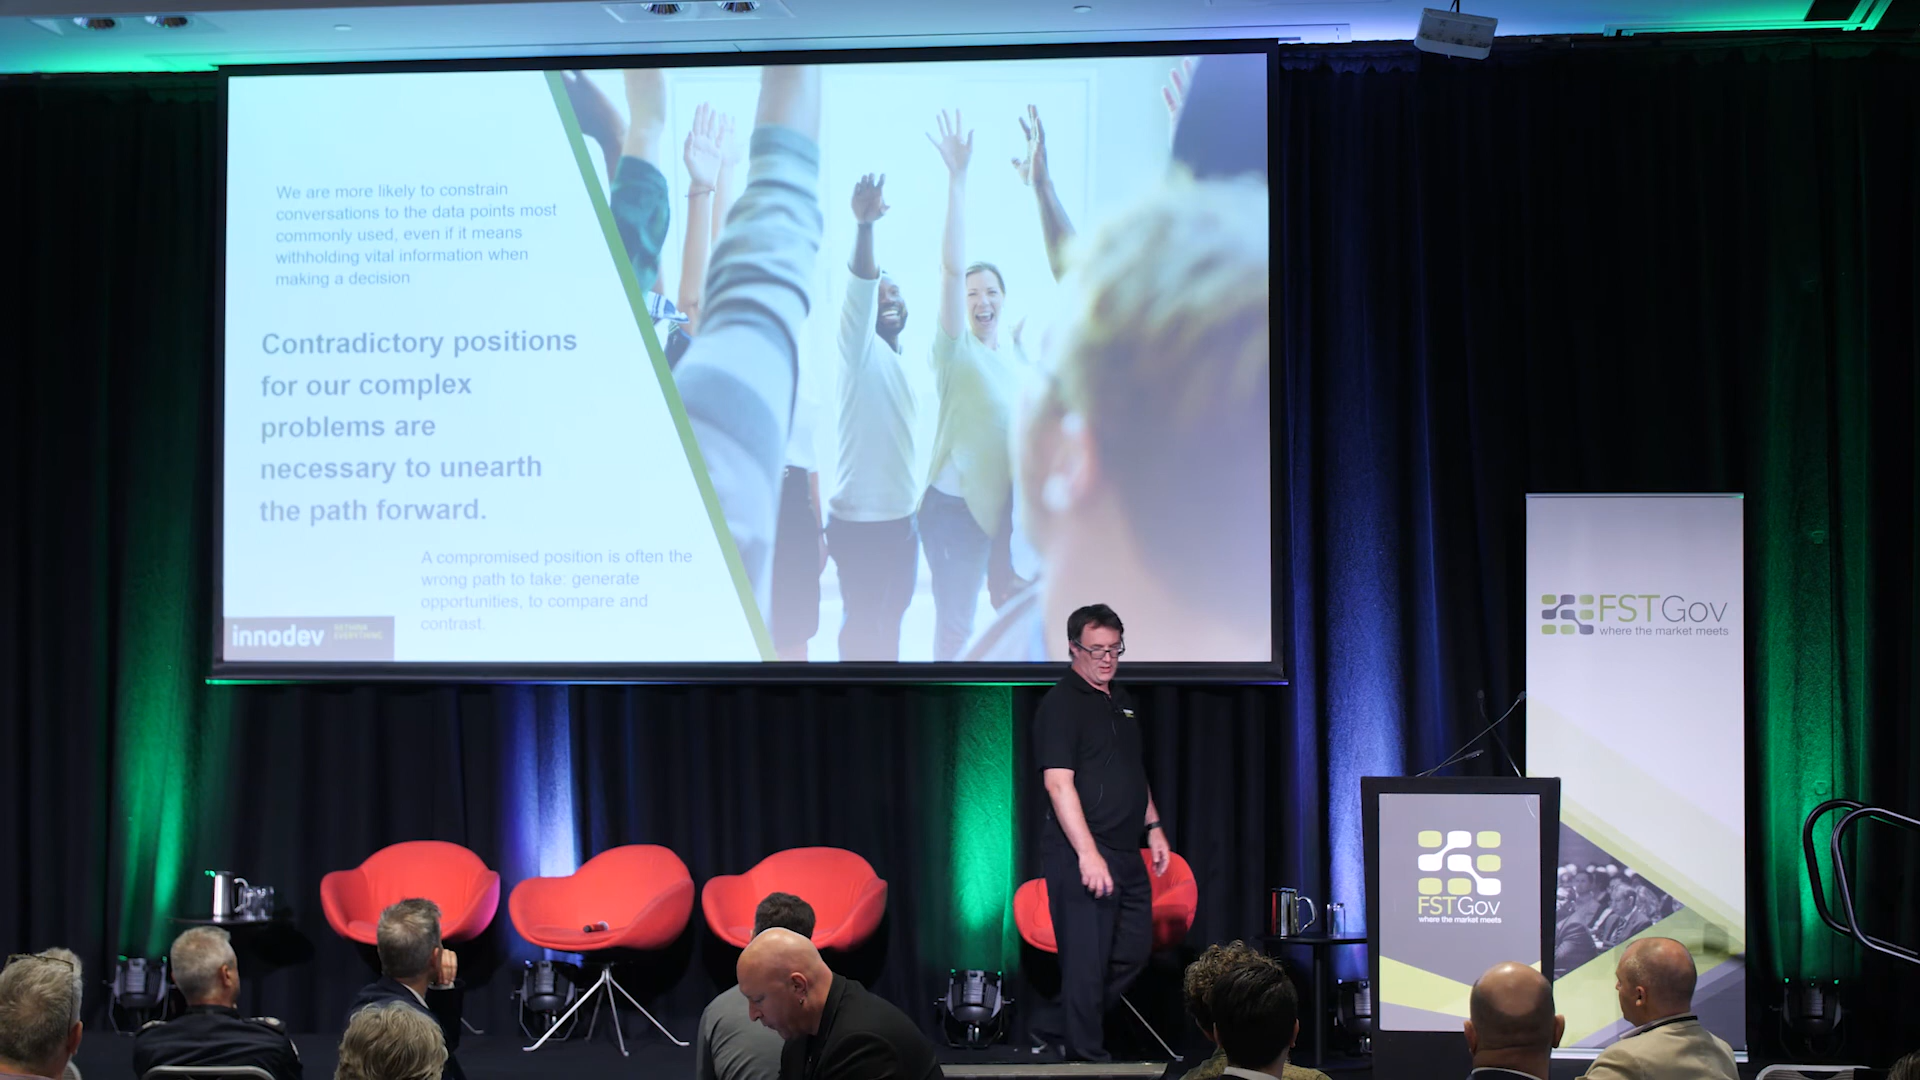 We are more likely to constrain
conversations to the data points most
commonly used, even if it means
withholding vital information when
making a decision
Contradictory positions
for our complex
problems are
necessary to unearth
the path forward.
A compromised position is often the
wrong path to take: generate
opportunities, to compare and
contrast.
innodev
RETHINK
EVERYTHING
FSTGov
where the market meets
FSTGov
where the market meets